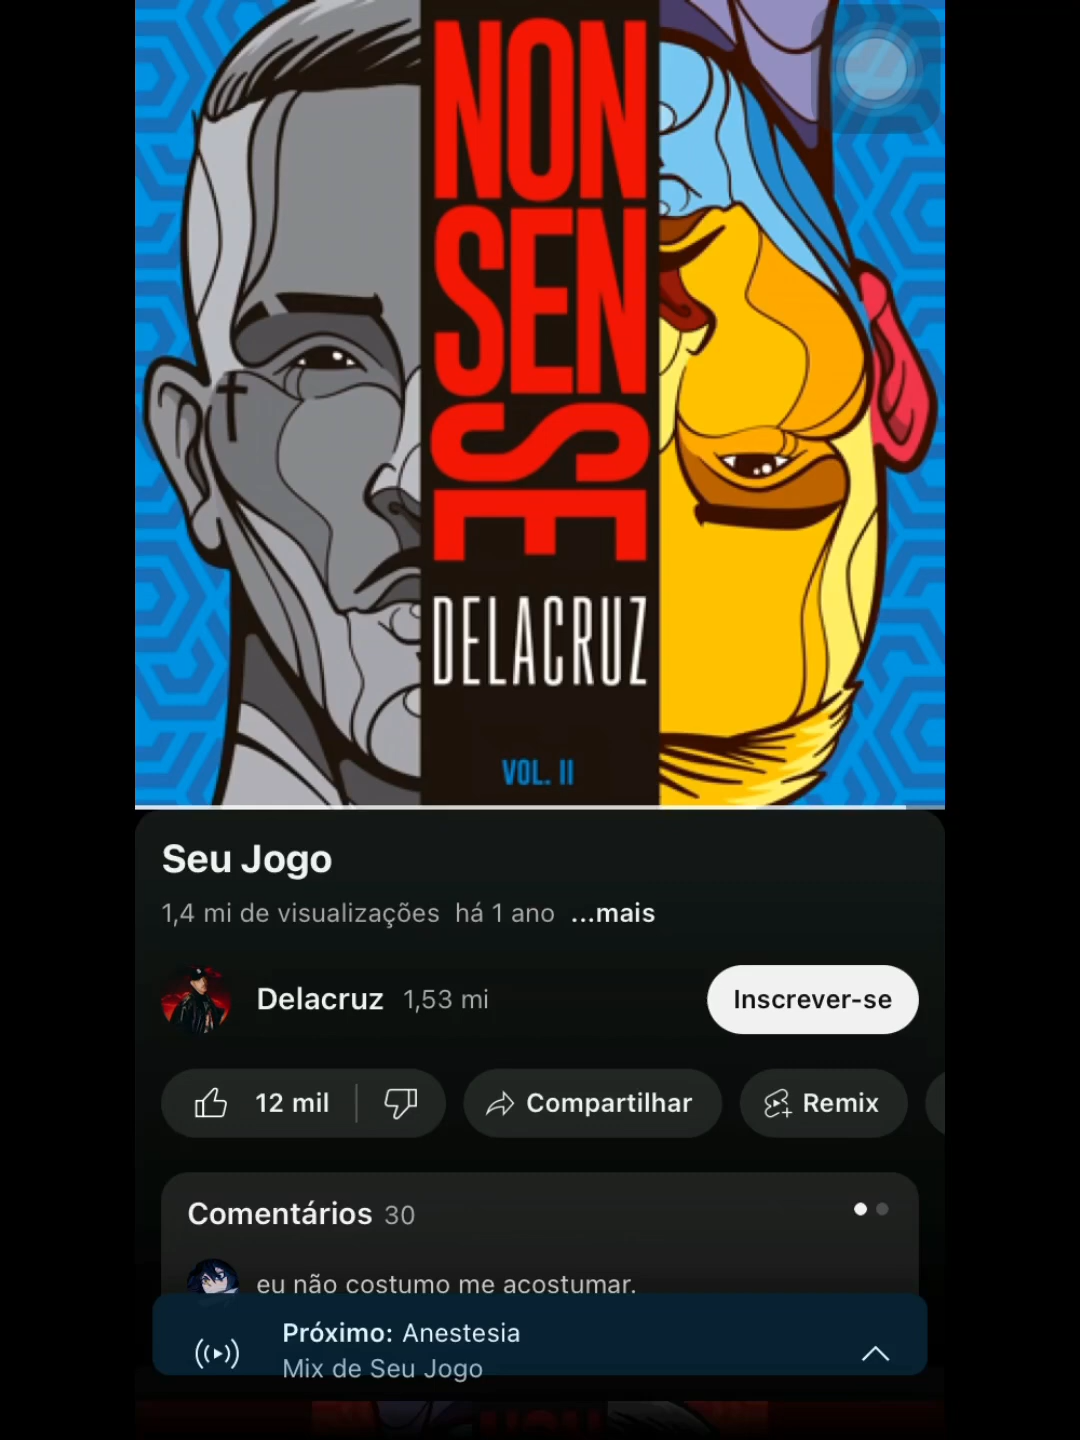 NON
SEN
SE
DELACRUZ
VOL. II
Seu Jogo
1,4 mi de visualizações há 1 ano ...mais
Delacruz 1,53 mi
Inscrever-se
12 mil
Compartilhar
Remix
Comentários 30
eu não costumo me acostumar.
Próximo: Anestesia
Mix de Seu Jogo